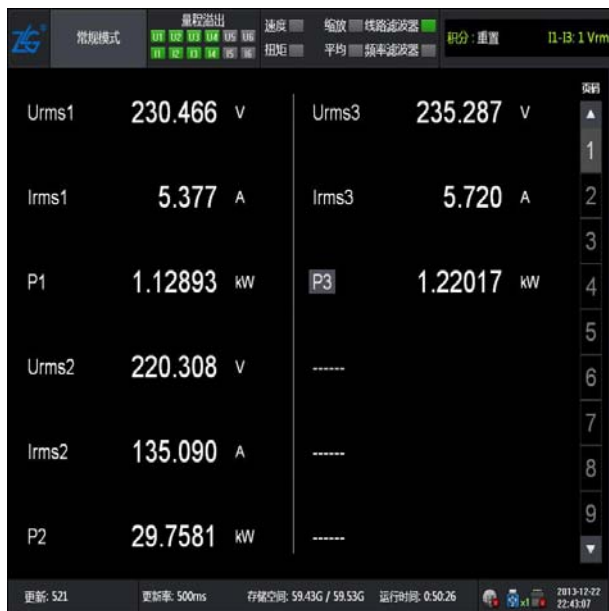 ZLG 常规模式 量程溢出 速度 缩放 线路滤波器 积分 : 重置 I1-I3: 1 Vrm
U1 U2 U3 U4 U5 U6
I1 I2 I3 I4 I5 I6 扭矩 平均 频率滤波器
页码
Urms1 230.466 V Urms3 235.287 V
1
Irms1 5.377 A Irms3 5.720 A 2
3
P1 1.12893 kW P3 1.22017 kW 4
5
Urms2 220.308 V ------ 6
7
Irms2 135.090 A ------ 8
9
P2 29.7581 kW ------
更新: 521 更新率: 500ms 存储空间: 59.43G / 59.53G 运行时间: 0:50:26 x1 2013-12-22
22:43:07